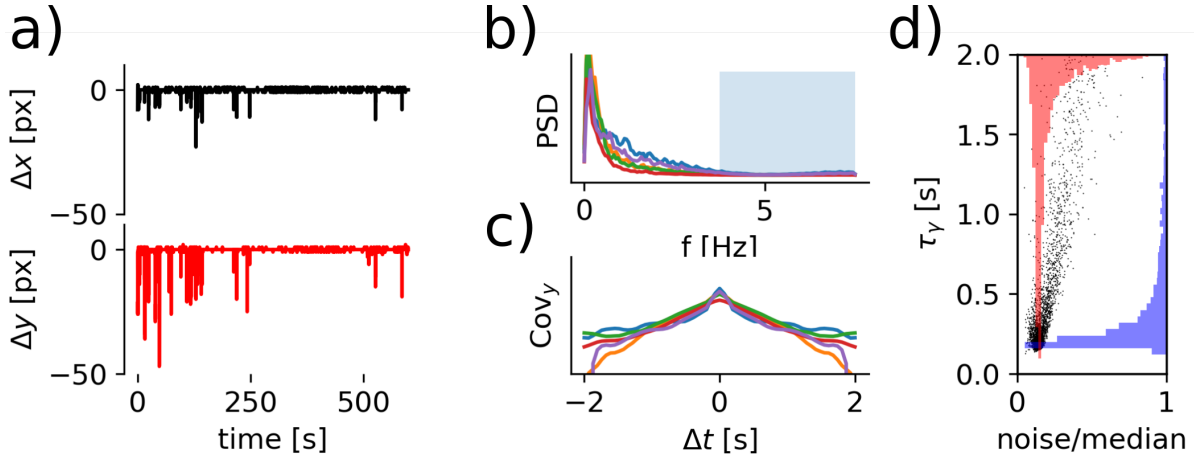 a)
Δx [px]
0
−50
Δy [px]
0
−50
0
250
500
time [s]
b)
PSD
0
5
f [Hz]
c)
Cov_y
−2
0
2
Δt [s]
d)
τ_γ [s]
2.0
1.5
1.0
0.5
0.0
0
1
noise/median